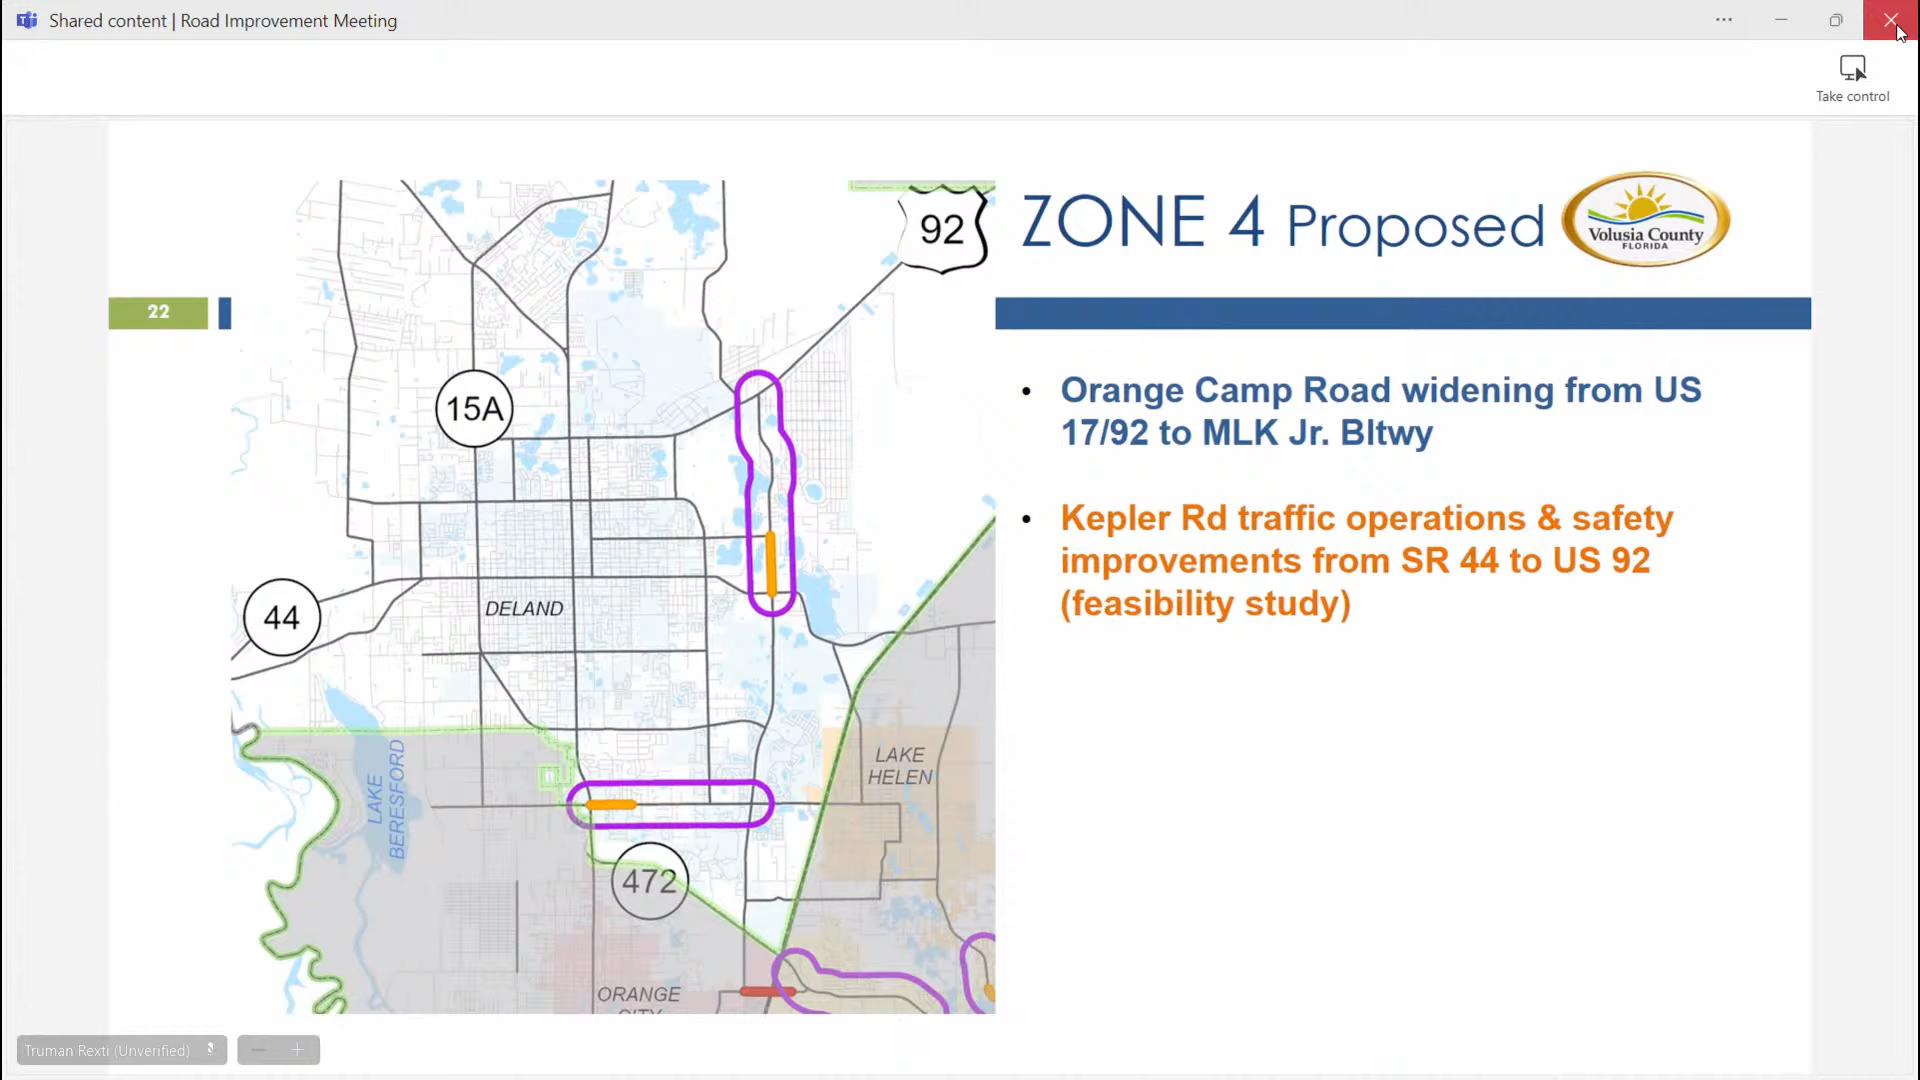 Shared content | Road Improvement Meeting
Take control
92
ZONE 4 Proposed
Volusia County
FLORIDA
22
15A
Orange Camp Road widening from US
17/92 to MLK Jr. Bltwy
Kepler Rd traffic operations & safety
improvements from SR 44 to US 92
(feasibility study)
44
DELAND
LAKE
BERESFORD
LAKE
HELEN
472
ORANGE
CITY
Truman Rexti (Unverified)